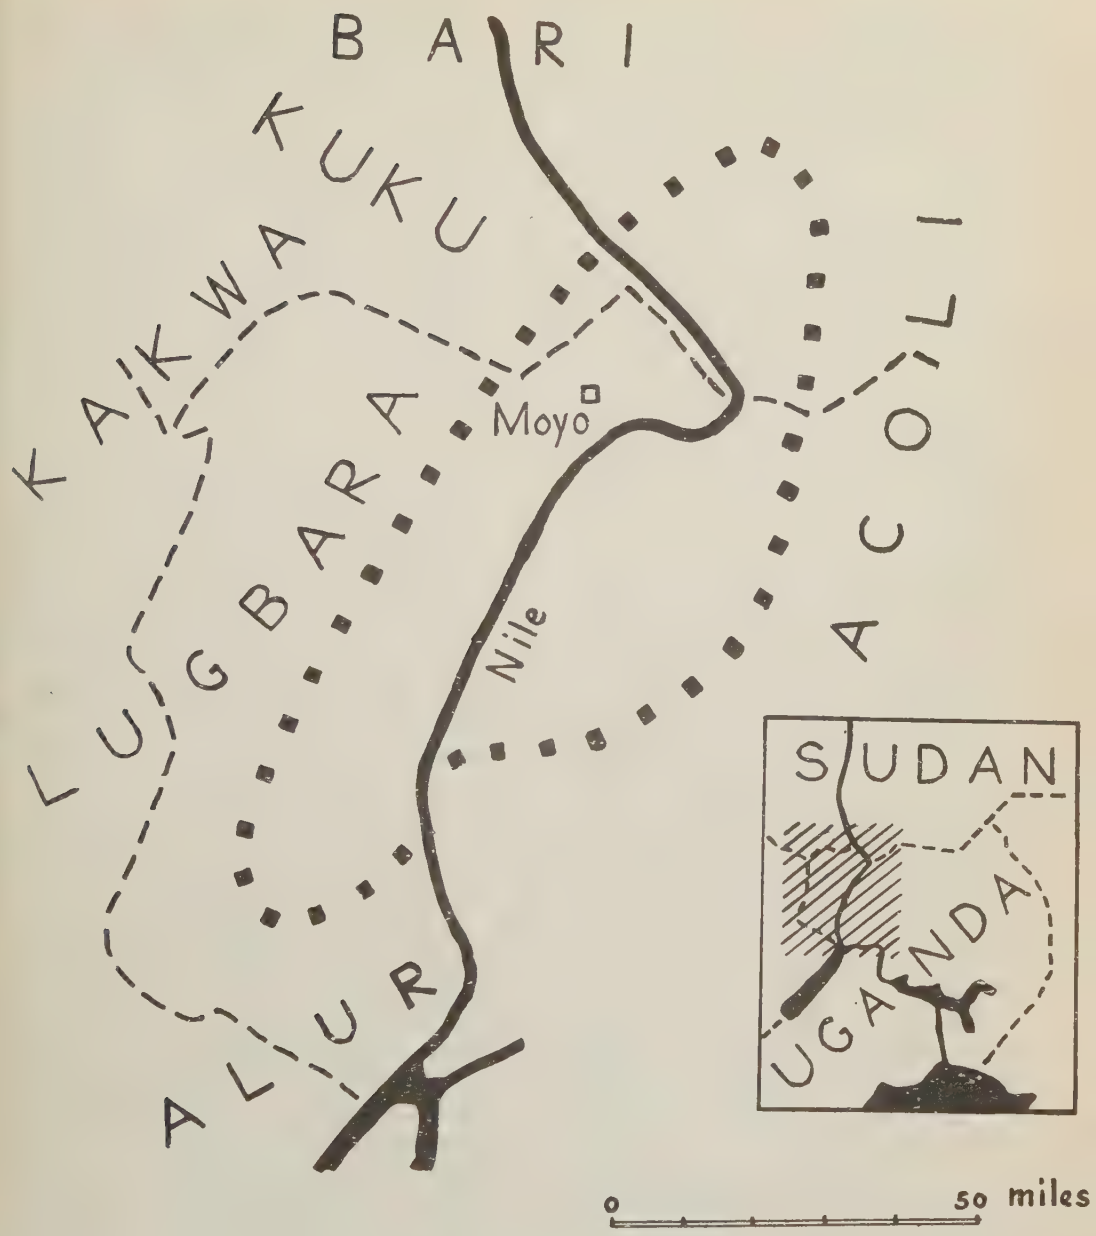 BARI
KUKU
KAKWA
LUGBARA
Moyo
ACOLI
Nile
ALUR
SUDAN
UGANDA
0 50 miles